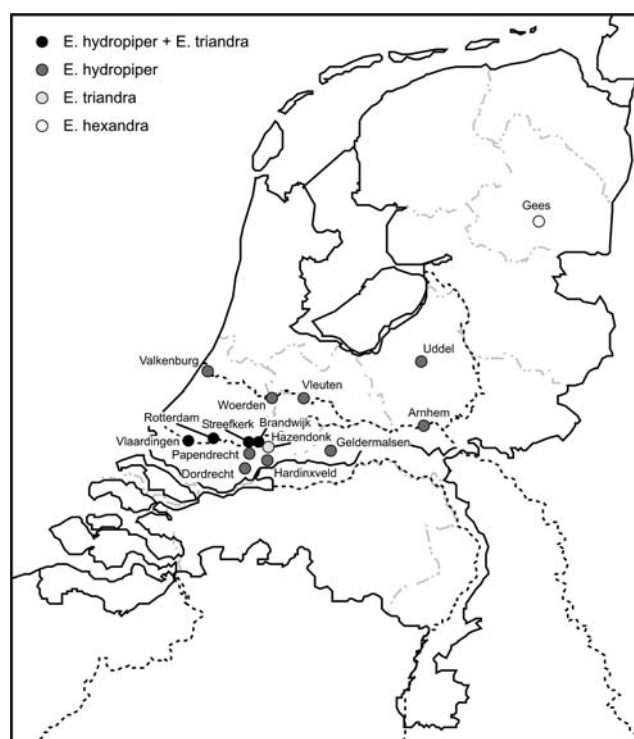 E. hydropiper + E. triandra
E. hydropiper
E. triandra
E. hexandra
Gees
Uddel
Valkenburg
Vleuten
Woerden
Arnhem
Rotterdam
Streefkerk
Brandwijk
Vlaardingen
Hazendonk
Papendrecht
Geldermalsen
Dordrecht
Hardinxveld